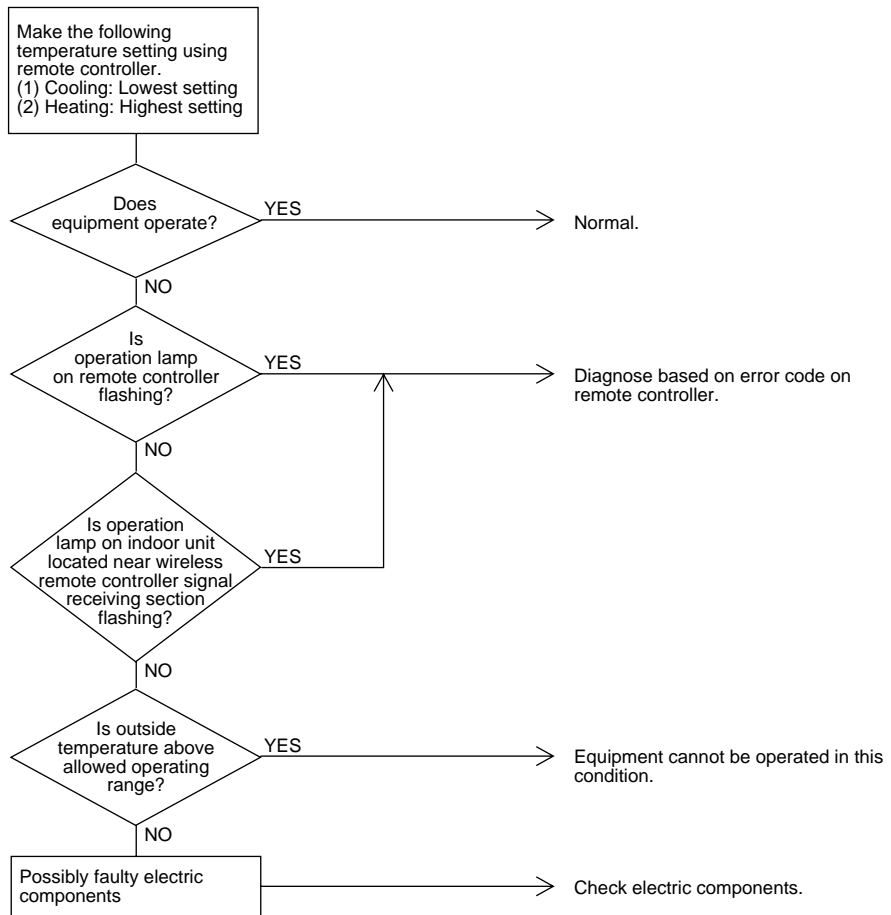 Make the following
temperature setting using
remote controller.
(1) Cooling: Lowest setting
(2) Heating: Highest setting
Does
equipment operate?
YES
Normal.
NO
Is
operation lamp
on remote controller
flashing?
YES
Diagnose based on error code on
remote controller.
NO
Is operation
lamp on indoor unit
located near wireless
remote controller signal
receiving section
flashing?
YES
NO
Is outside
temperature above
allowed operating
range?
YES
Equipment cannot be operated in this
condition.
NO
Possibly faulty electric
components
Check electric components.